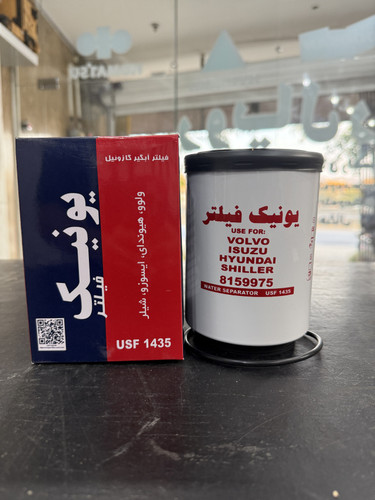 فیلتر آبگیر گازوئیل
یونیک
فیلتر
ولوو، هیوندای، ایسوزو، شیلر
USF 1435
یونیک فیلتر
USE FOR:
VOLVO
ISUZU
HYUNDAI
SHILLER
8159975
WATER SEPARATOR USF 1435
KOMATSU